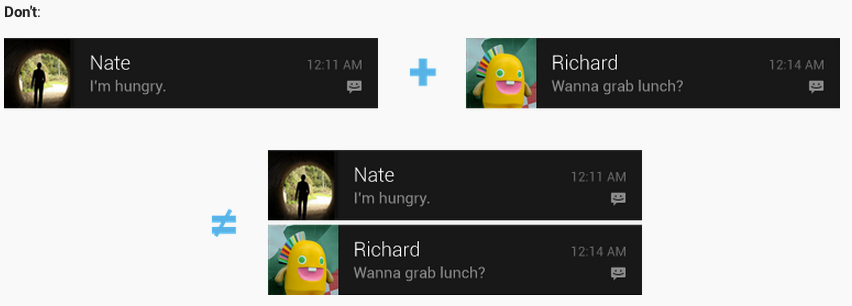 Don't:
Nate 12:11 AM
I'm hungry.
+
Richard 12:14 AM
Wanna grab lunch?
≠
Nate 12:11 AM
I'm hungry.
Richard 12:14 AM
Wanna grab lunch?